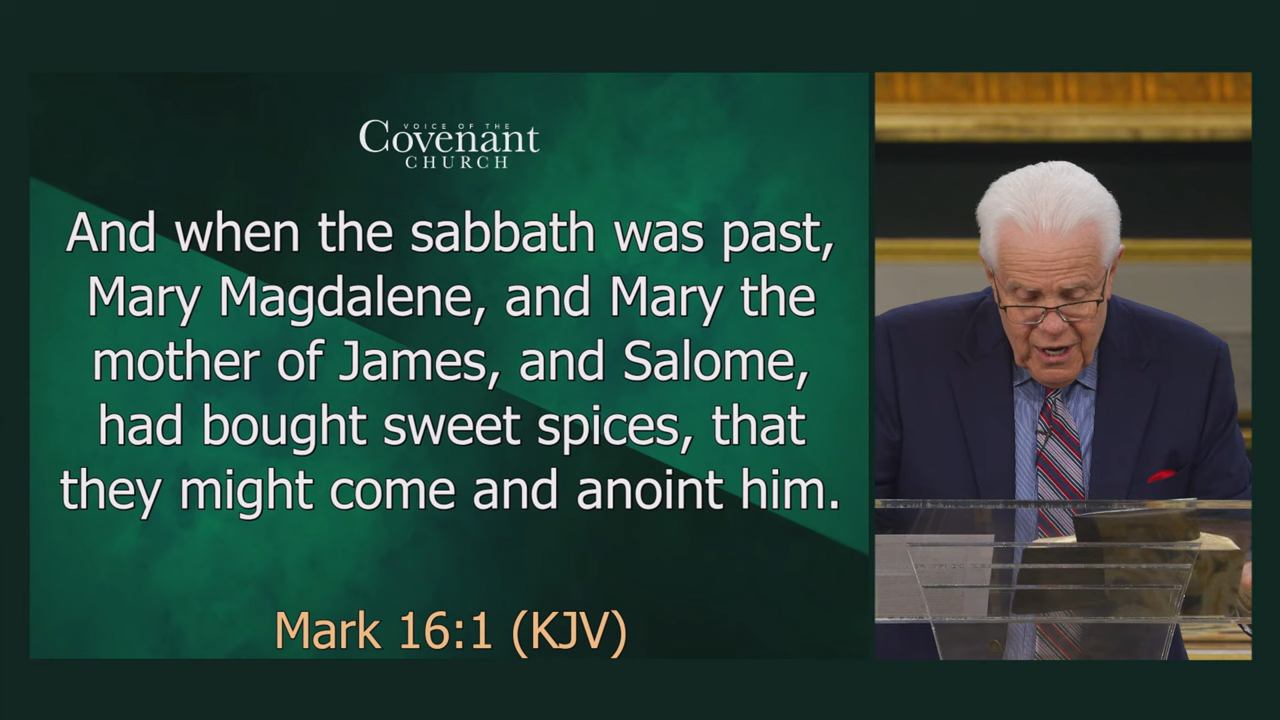 VOICE OF THE
Covenant
CHURCH
And when the sabbath was past,
Mary Magdalene, and Mary the
mother of James, and Salome,
had bought sweet spices, that
they might come and anoint him.
Mark 16:1 (KJV)